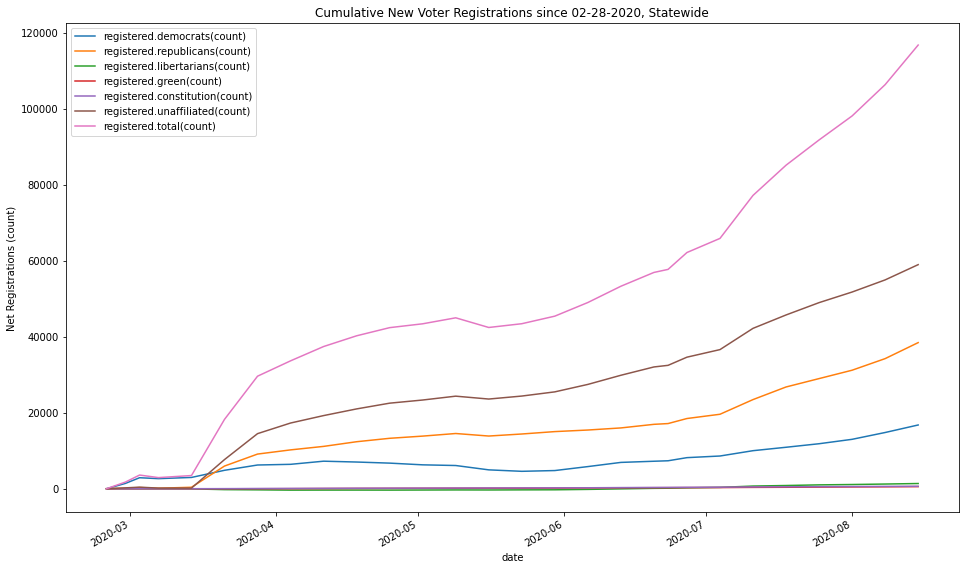 Cumulative New Voter Registrations since 02-28-2020, Statewide
registered.democrats(count)
registered.republicans(count)
registered.libertarians(count)
registered.green(count)
registered.constitution(count)
registered.unaffiliated(count)
registered.total(count)
120000
100000
80000
60000
40000
20000
0
Net Registrations (count)
2020-03
2020-04
2020-05
2020-06
2020-07
2020-08
date